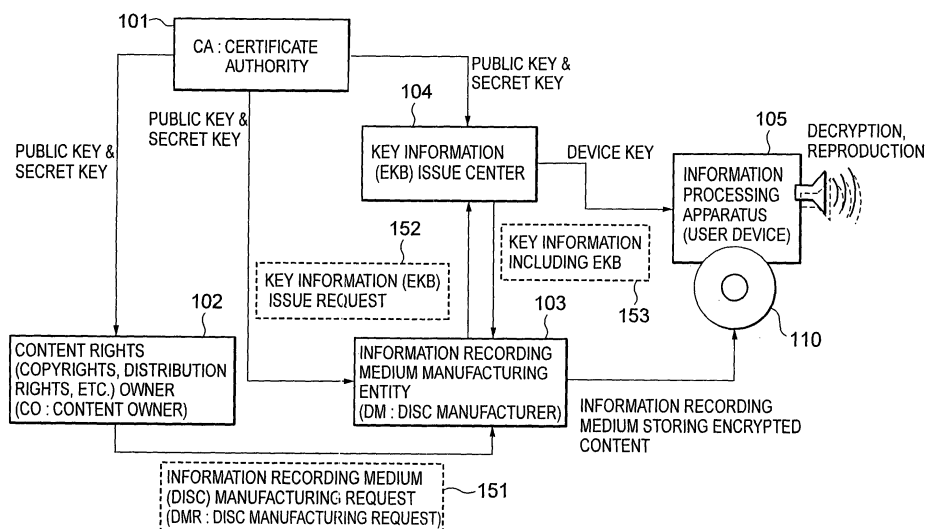 101
CA : CERTIFICATE
AUTHORITY
PUBLIC KEY &
SECRET KEY
104
PUBLIC KEY &
SECRET KEY
PUBLIC KEY &
SECRET KEY
KEY INFORMATION
(EKB) ISSUE CENTER
DEVICE KEY
105
DECRYPTION,
REPRODUCTION
INFORMATION
PROCESSING
APPARATUS
(USER DEVICE)
152
KEY INFORMATION (EKB)
ISSUE REQUEST
KEY INFORMATION
INCLUDING EKB
153
110
102
CONTENT RIGHTS
(COPYRIGHTS, DISTRIBUTION
RIGHTS, ETC.) OWNER
(CO : CONTENT OWNER)
103
INFORMATION RECORDING
MEDIUM MANUFACTURING
ENTITY
(DM : DISC MANUFACTURER)
INFORMATION RECORDING
MEDIUM STORING ENCRYPTED
CONTENT
INFORMATION RECORDING MEDIUM
(DISC) MANUFACTURING REQUEST
(DMR : DISC MANUFACTURING REQUEST)
151